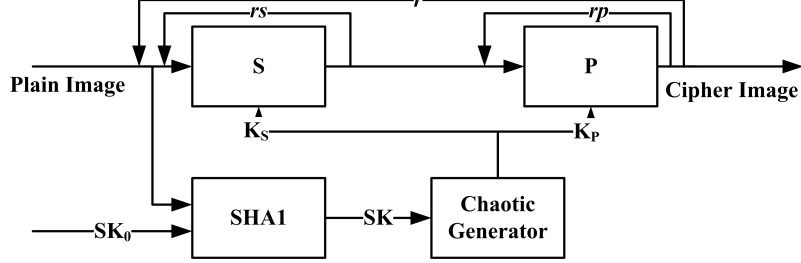 rs
rp
S
P
Plain Image
Cipher Image
K_S
K_P
SHA1
SK
Chaotic
Generator
SK_0